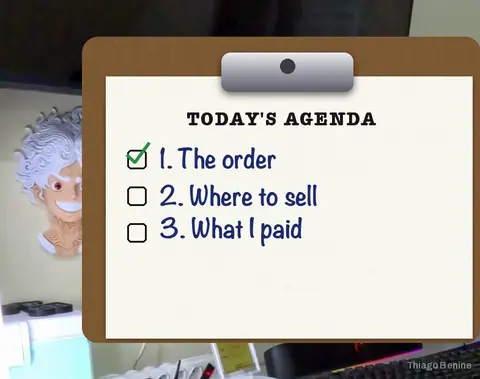 TODAY'S AGENDA
1. The order
2. Where to sell
3. What I paid
Thiago Benine